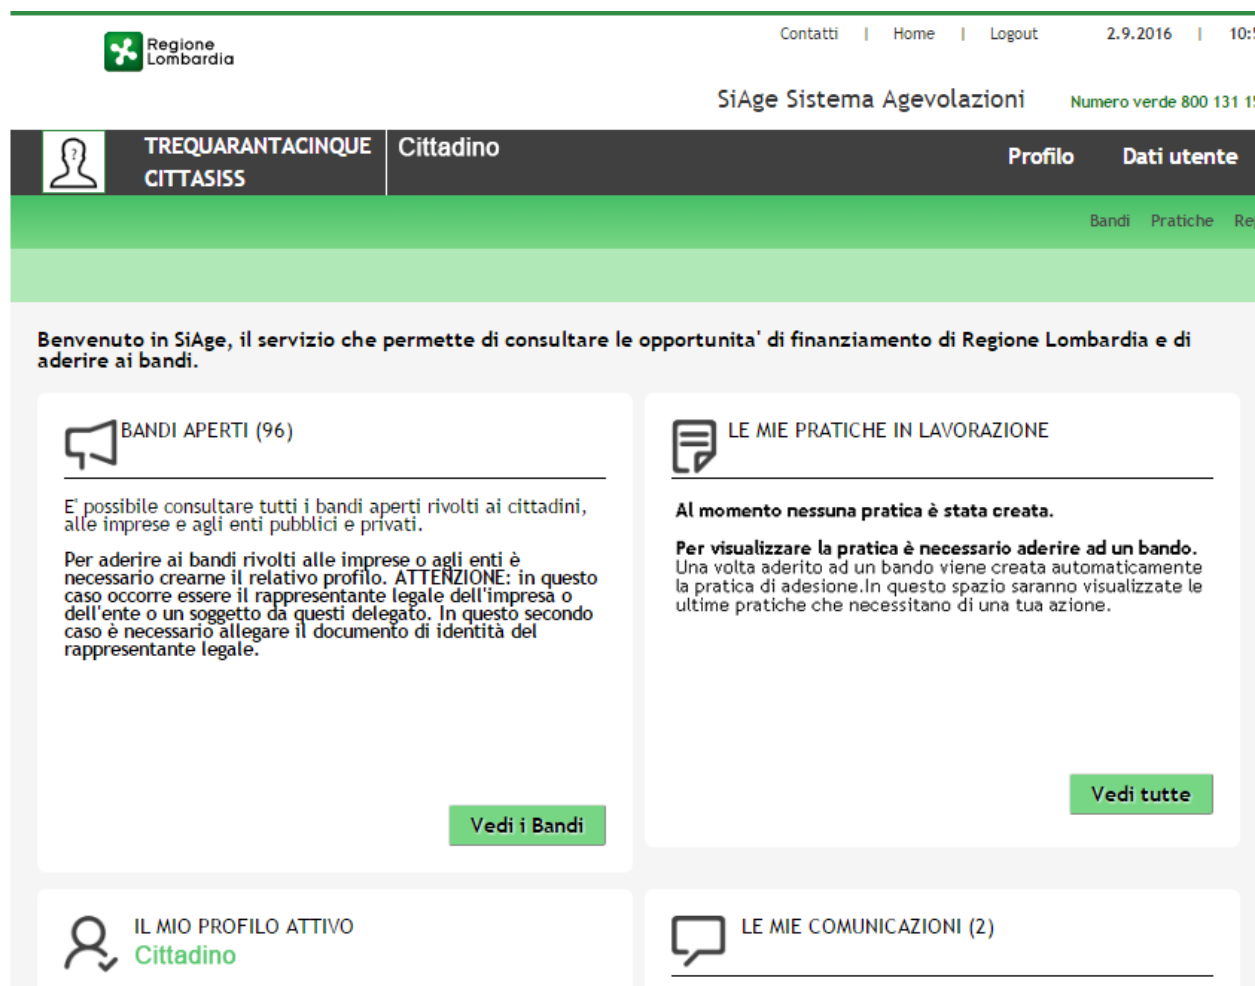 Regione
Lombardia
Contatti | Home | Logout 2.9.2016 |
SiAge Sistema Agevolazioni Numero verde 800 131
TREQUARANTACINQUE
CITTASISS
Cittadino
Profilo Dati utente
Bandi Pratiche
Benvenuto in SiAge, il servizio che permette di consultare le opportunita' di finanziamento di Regione Lombardia e di
aderire ai bandi.
BANDI APERTI (96)
E' possibile consultare tutti i bandi aperti rivolti ai cittadini,
alle imprese e agli enti pubblici e privati.
Per aderire ai bandi rivolti alle imprese o agli enti è
necessario crearne il relativo profilo. ATTENZIONE: in questo
caso occorre essere il rappresentante legale dell'impresa o
dell'ente o un soggetto da questi delegato. In questo secondo
caso è necessario allegare il documento di identità del
rappresentante legale.
Vedi i Bandi
LE MIE PRATICHE IN LAVORAZIONE
Al momento nessuna pratica è stata creata.
Per visualizzare la pratica è necessario aderire ad un bando.
Una volta aderito ad un bando viene creata automaticamente
la pratica di adesione.In questo spazio saranno visualizzate le
ultime pratiche che necessitano di una tua azione.
Vedi tutte
IL MIO PROFILO ATTIVO
Cittadino
LE MIE COMUNICAZIONI (2)